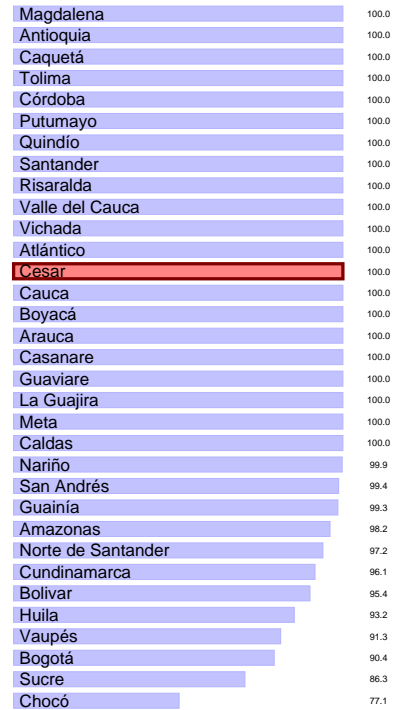 Magdalena 100.0
Antioquia 100.0
Caquetá 100.0
Tolima 100.0
Córdoba 100.0
Putumayo 100.0
Quindío 100.0
Santander 100.0
Risaralda 100.0
Valle del Cauca 100.0
Vichada 100.0
Atlántico 100.0
Cesar 100.0
Cauca 100.0
Boyacá 100.0
Arauca 100.0
Casanare 100.0
Guaviare 100.0
La Guajira 100.0
Meta 100.0
Caldas 100.0
Nariño 99.9
San Andrés 99.4
Guainía 99.3
Amazonas 98.2
Norte de Santander 97.2
Cundinamarca 96.1
Bolivar 95.4
Huila 93.2
Vaupés 91.3
Bogotá 90.4
Sucre 86.3
Chocó 77.1